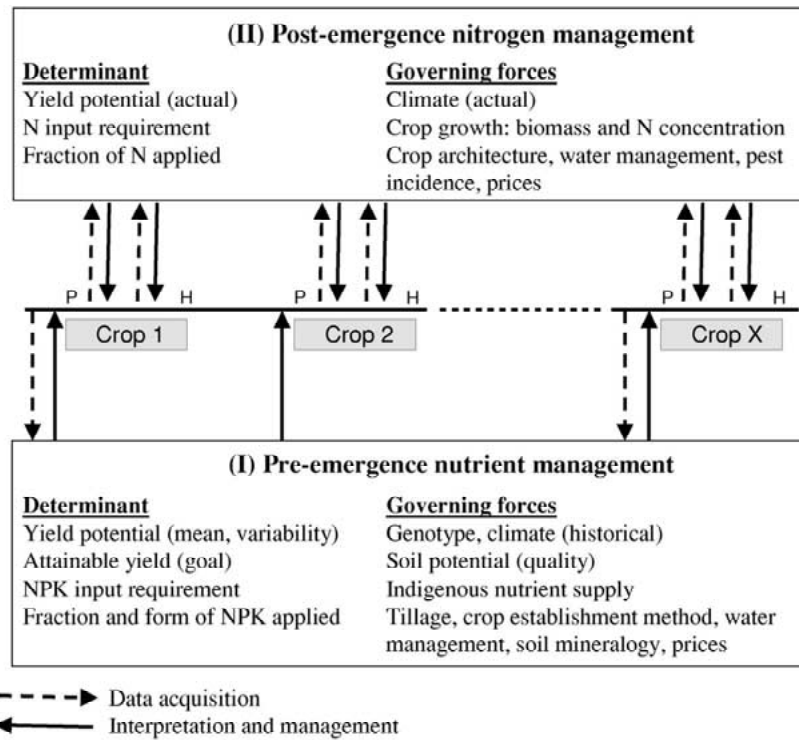 (II) Post-emergence nitrogen management
Determinant
Yield potential (actual)
N input requirement
Fraction of N applied
Governing forces
Climate (actual)
Crop growth: biomass and N concentration
Crop architecture, water management, pest
incidence, prices
P H P H P H
Crop 1 Crop 2 Crop X
(I) Pre-emergence nutrient management
Determinant
Yield potential (mean, variability)
Attainable yield (goal)
NPK input requirement
Fraction and form of NPK applied
Governing forces
Genotype, climate (historical)
Soil potential (quality)
Indigenous nutrient supply
Tillage, crop establishment method, water
management, soil mineralogy, prices
Data acquisition
Interpretation and management